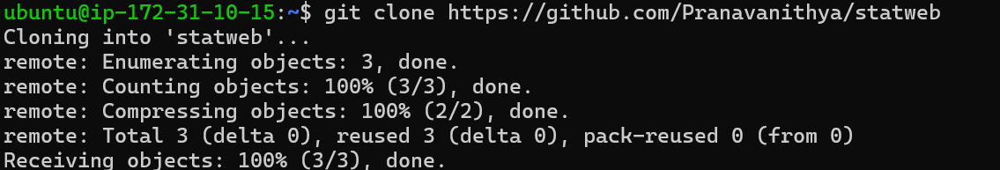 ubuntu@ip-172-31-10-15:~$ git clone https://github.com/Pranavanithya/statweb
Cloning into 'statweb'...
remote: Enumerating objects: 3, done.
remote: Counting objects: 100% (3/3), done.
remote: Compressing objects: 100% (2/2), done.
remote: Total 3 (delta 0), reused 3 (delta 0), pack-reused 0 (from 0)
Receiving objects: 100% (3/3), done.